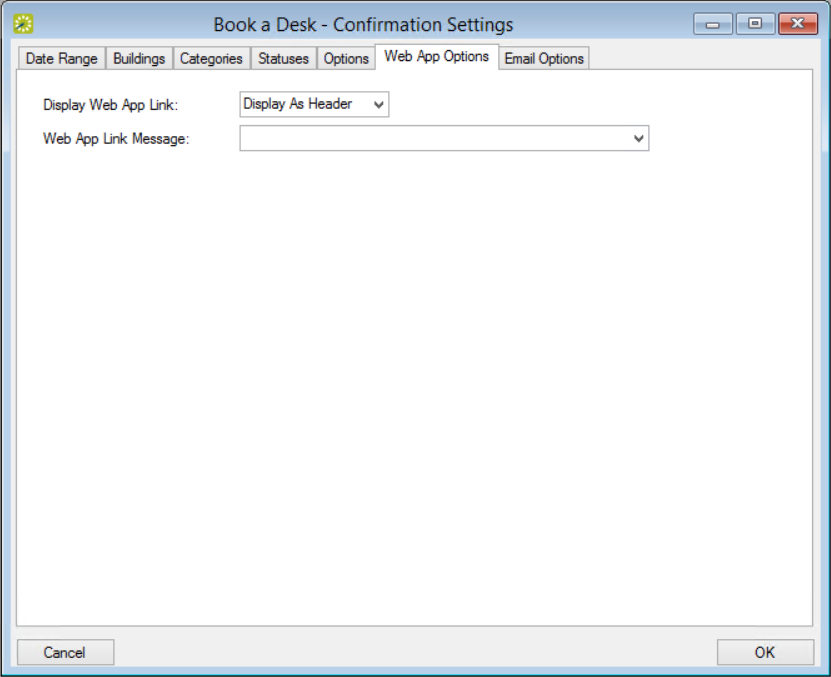 Book a Desk - Confirmation Settings
Date Range Buildings Categories Statuses Options Web App Options Email Options
Display Web App Link: Display As Header
Web App Link Message:
Cancel OK